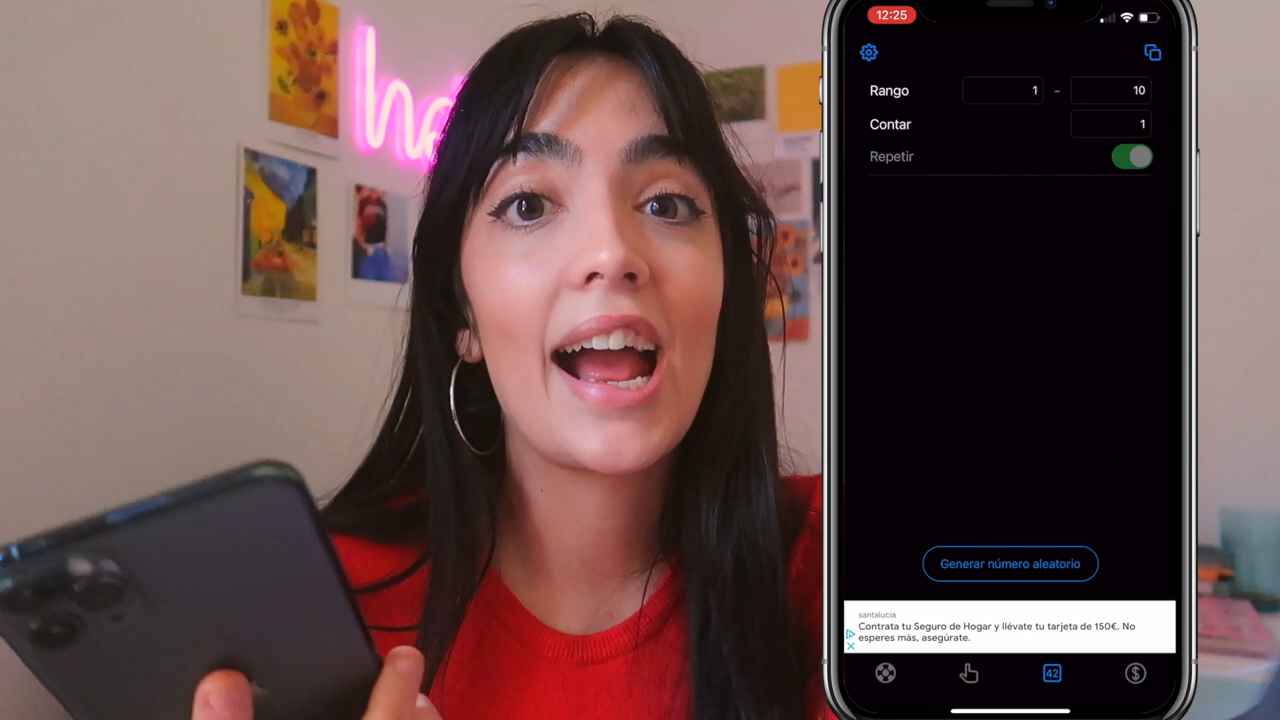 he
12:25
Rango 1 - 10
Contar 1
Repetir
Generar número aleatorio
santalucia
Contrata tu Seguro de Hogar y llévate tu tarjeta de 150€. No
esperes más, asegúrate.
42
$